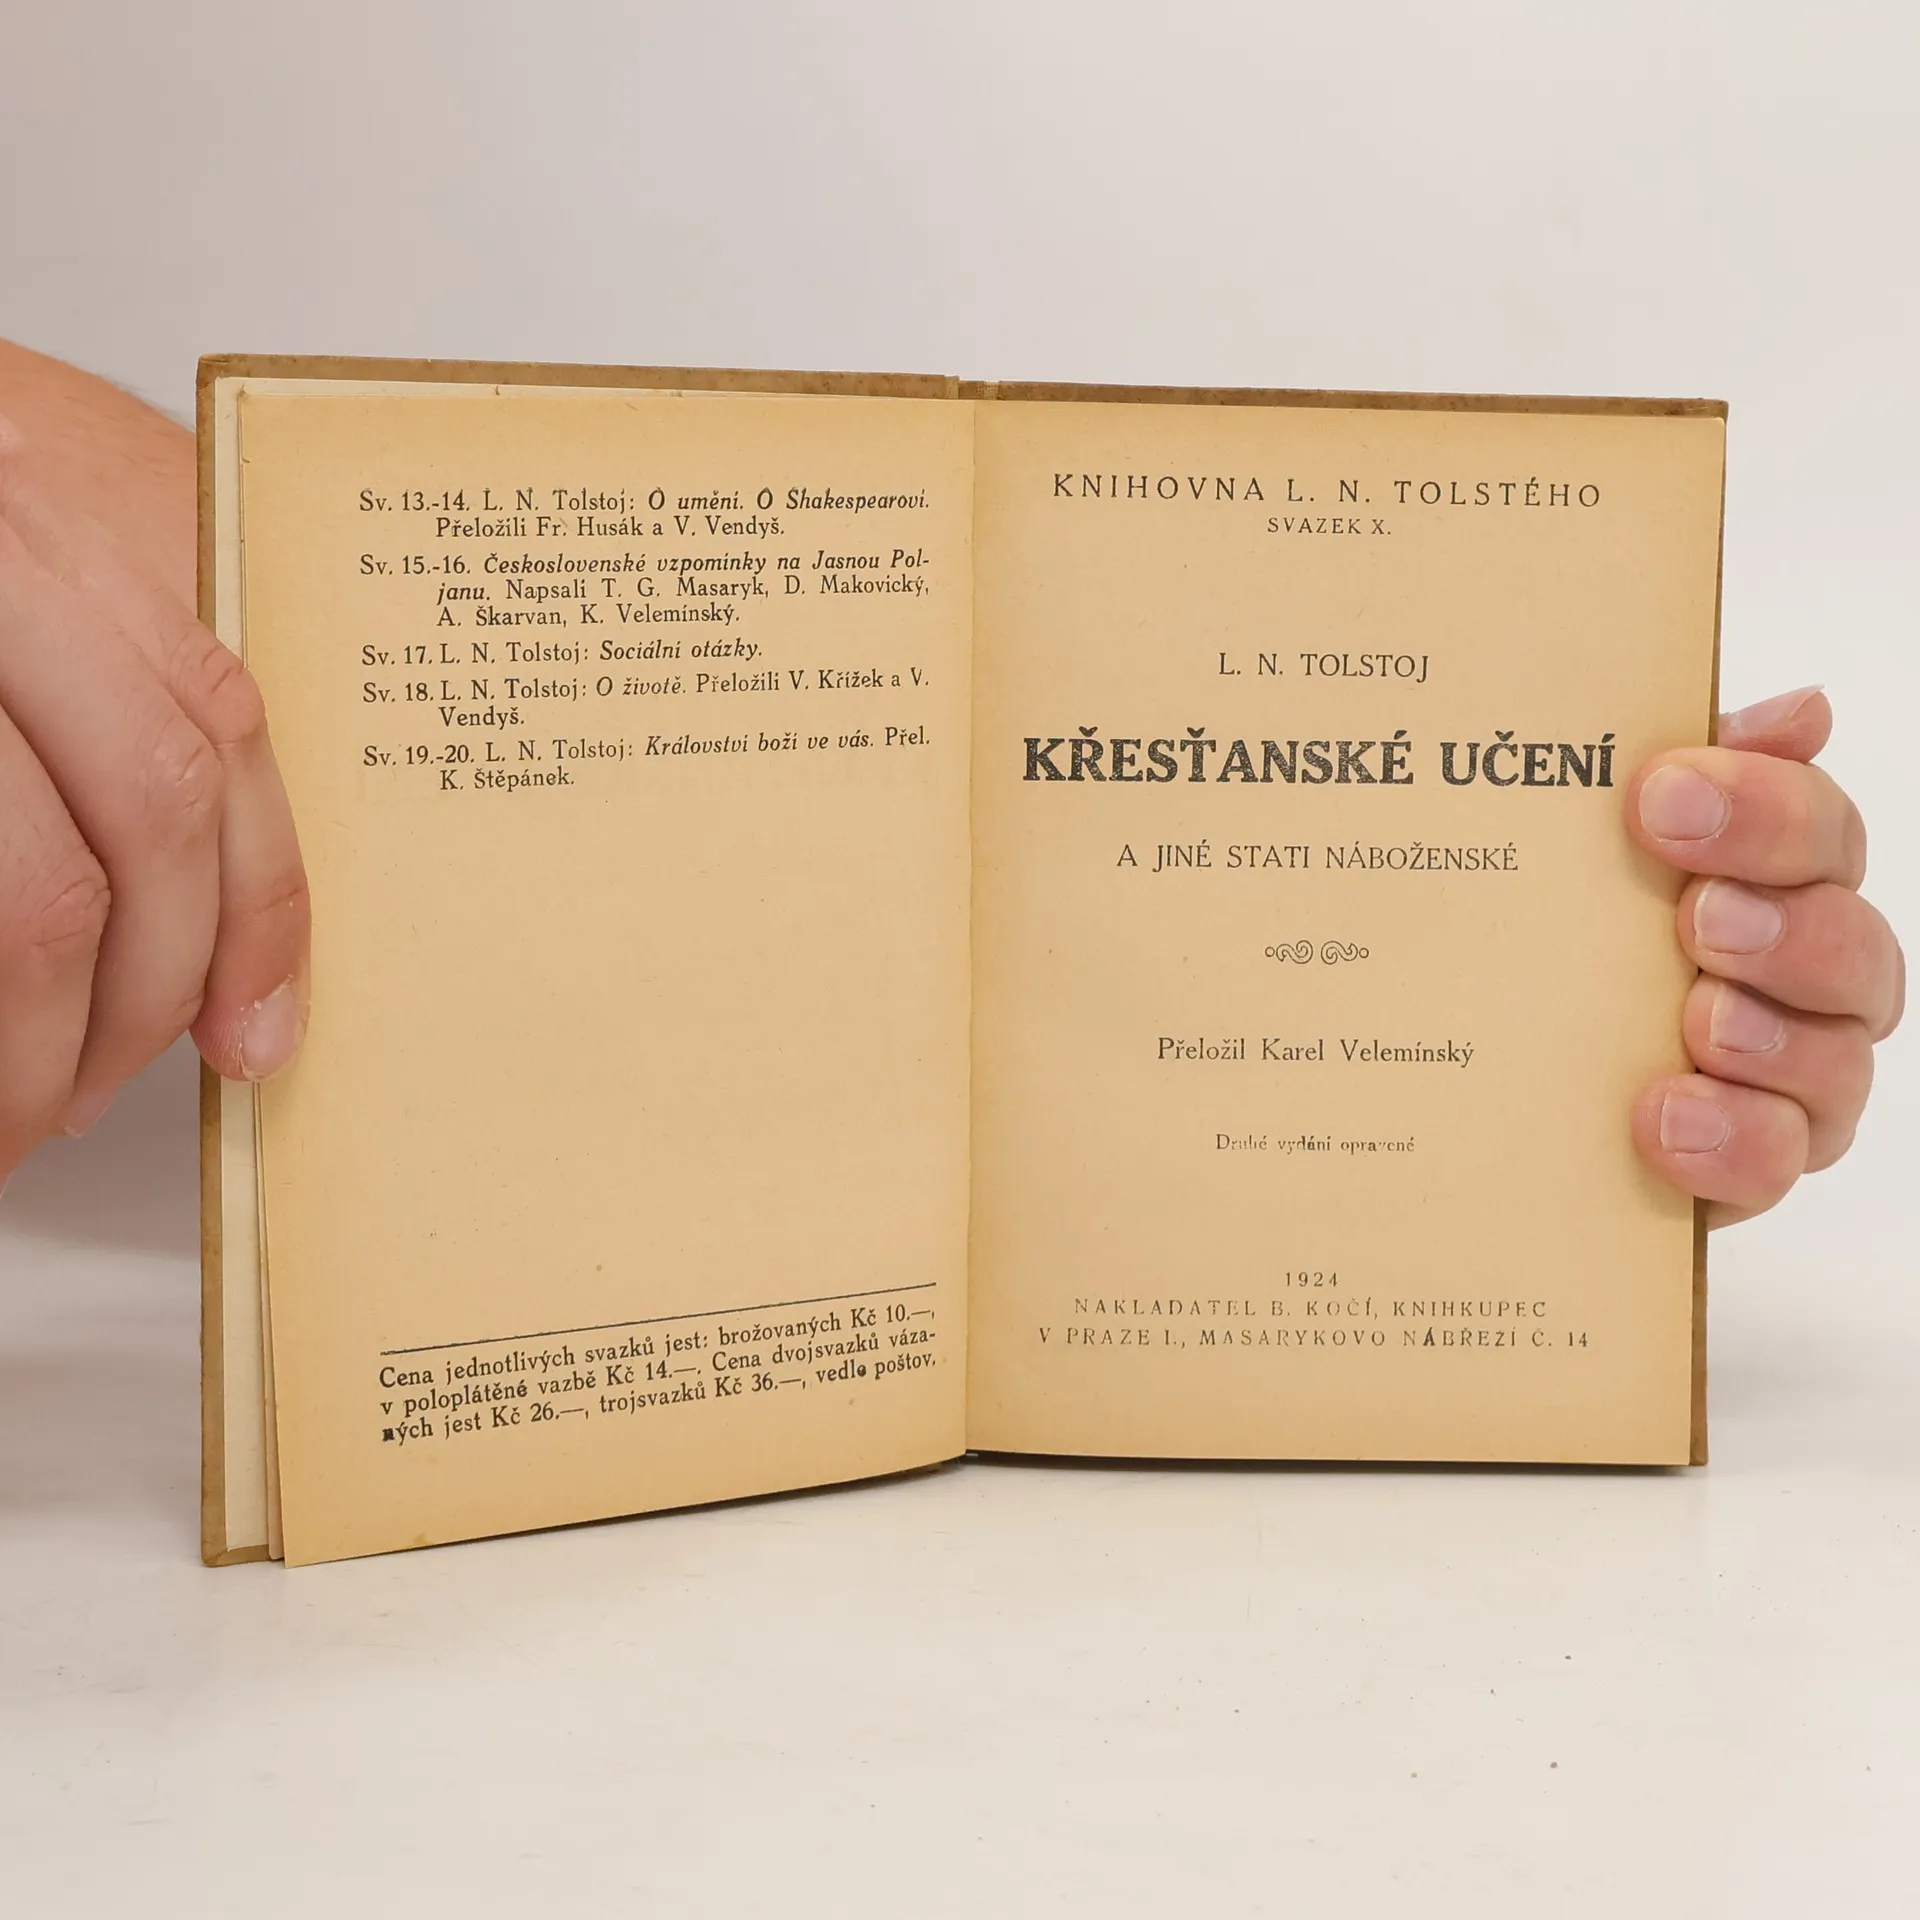 Sv. 13.-14. L. N. Tolstoj: O umění. O Shakespearovi.
Přeložili Fr. Husák a V. Vendyš.
Sv. 15.-16. Československé vzpomínky na Jasnou Pol-
janu. Napsali T. G. Masaryk, D. Makovický,
A. Škarvan, K. Velemínský.
Sv. 17. L. N. Tolstoj: Sociální otázky.
Sv. 18. L. N. Tolstoj: O životě. Přeložili V. Křížek a V.
Vendyš.
Sv. 19.-20. L. N. Tolstoj: Království boží ve vás. Přel.
K. Štěpánek.
Cena jednotlivých svazků jest: brožovaných Kč 10.—,
v poloplátěné vazbě Kč 14.—. Cena dvojsvazků váza-
ných jest Kč 26.—, trojsvazků Kč 36.—, vedle poštov.
KNIHOVNA L. N. TOLSTÉHO
SVAZEK X.
L. N. TOLSTOJ
KŘESŤANSKÉ UČENÍ
A JINÉ STATI NÁBOŽENSKÉ
Přeložil Karel Velemínský
Druhé vydání opravené
1924
NAKLADATEL B. KOČÍ, KNIHKUPEC
V PRAZE I., MASARYKOVO NÁBŘEŽÍ Č. 14